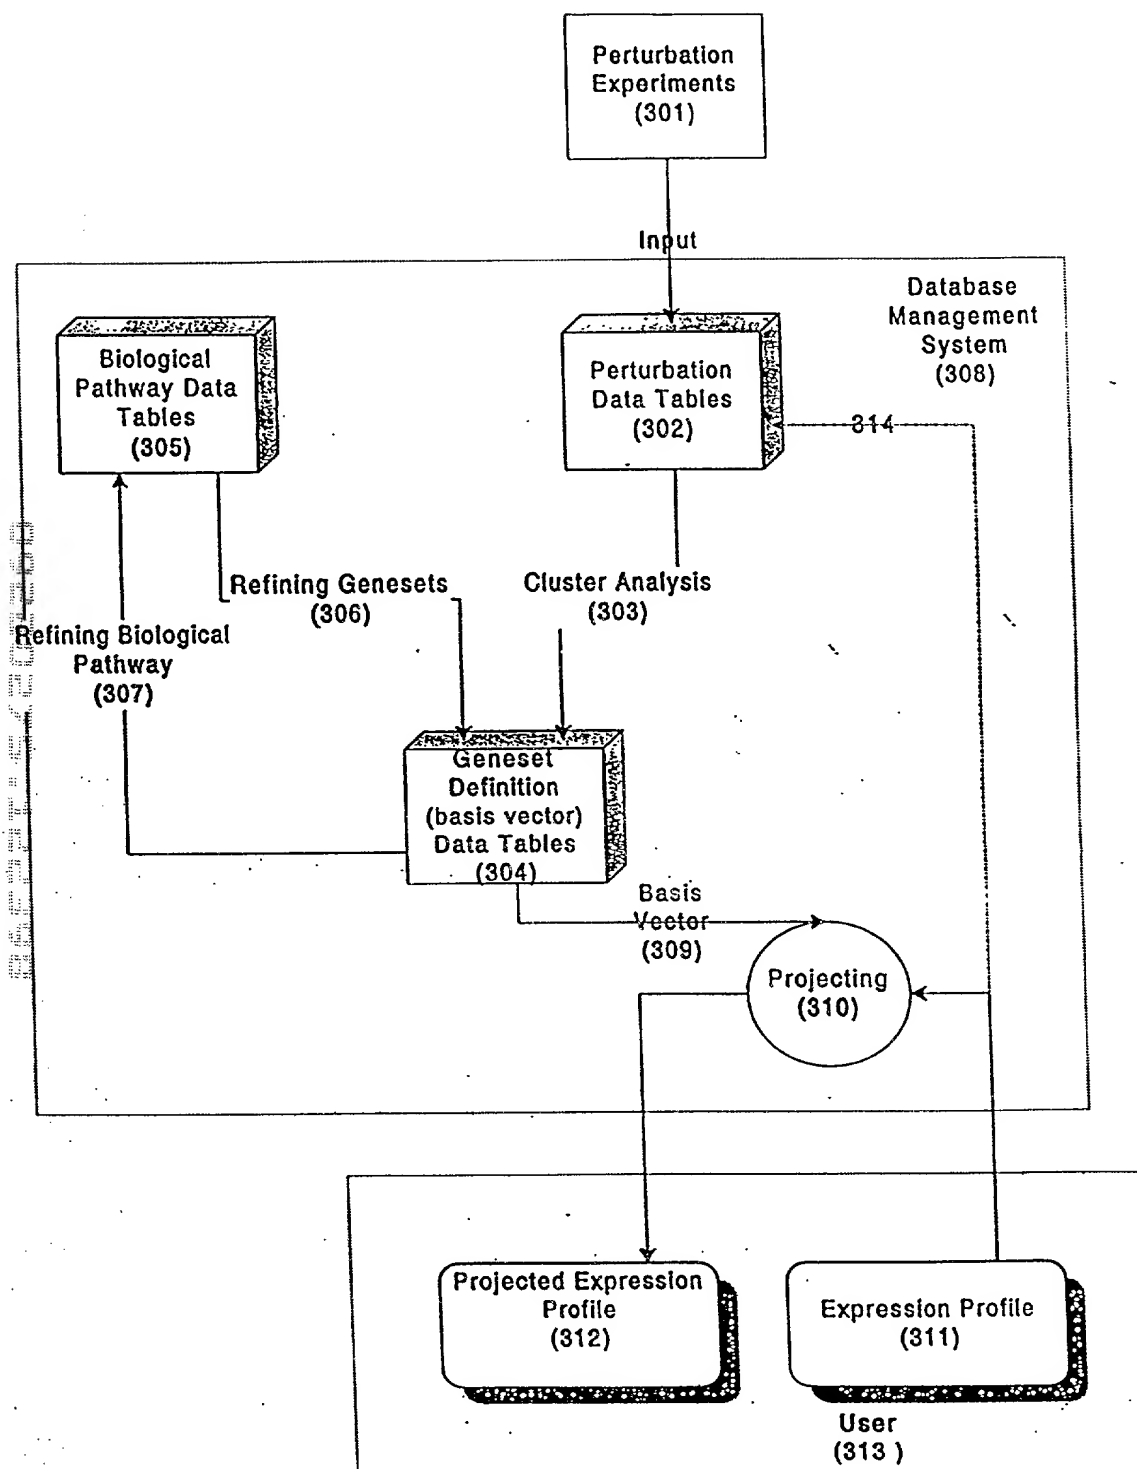 Perturbation
Experiments
(301)
Input
Database
Management
System
(308)
Biological
Pathway Data
Tables
(305)
Perturbation
Data Tables
(302)
314
Refining Genesets
(306)
Cluster Analysis
(303)
Refining Biological
Pathway
(307)
Geneset
Definition
(basis vector)
Data Tables
(304)
Basis
Vector
(309)
Projecting
(310)
Projected Expression
Profile
(312)
Expression Profile
(311)
User
(313 )